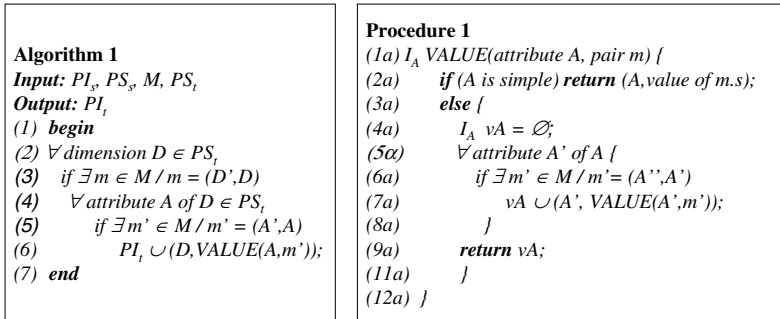 Algorithm 1
Input: PIs, PSs, M, PSt
Output: PIt
(1) begin
(2) ∀ dimension D ∈ PSt
(3) if ∃ m ∈ M / m = (D',D)
(4) ∀ attribute A of D ∈ PSt
(5) if ∃ m' ∈ M / m' = (A',A)
(6) PIt ∪ (D,VALUE(A,m'));
(7) end
Procedure 1
(1a) IA VALUE(attribute A, pair m) {
(2a) if (A is simple) return (A,value of m.s);
(3a) else {
(4a) IA vA = ∅;
(5α) ∀ attribute A' of A {
(6a) if ∃ m' ∈ M / m'= (A'',A')
(7a) vA ∪ (A', VALUE(A',m'));
(8a) }
(9a) return vA;
(11a) }
(12a) }